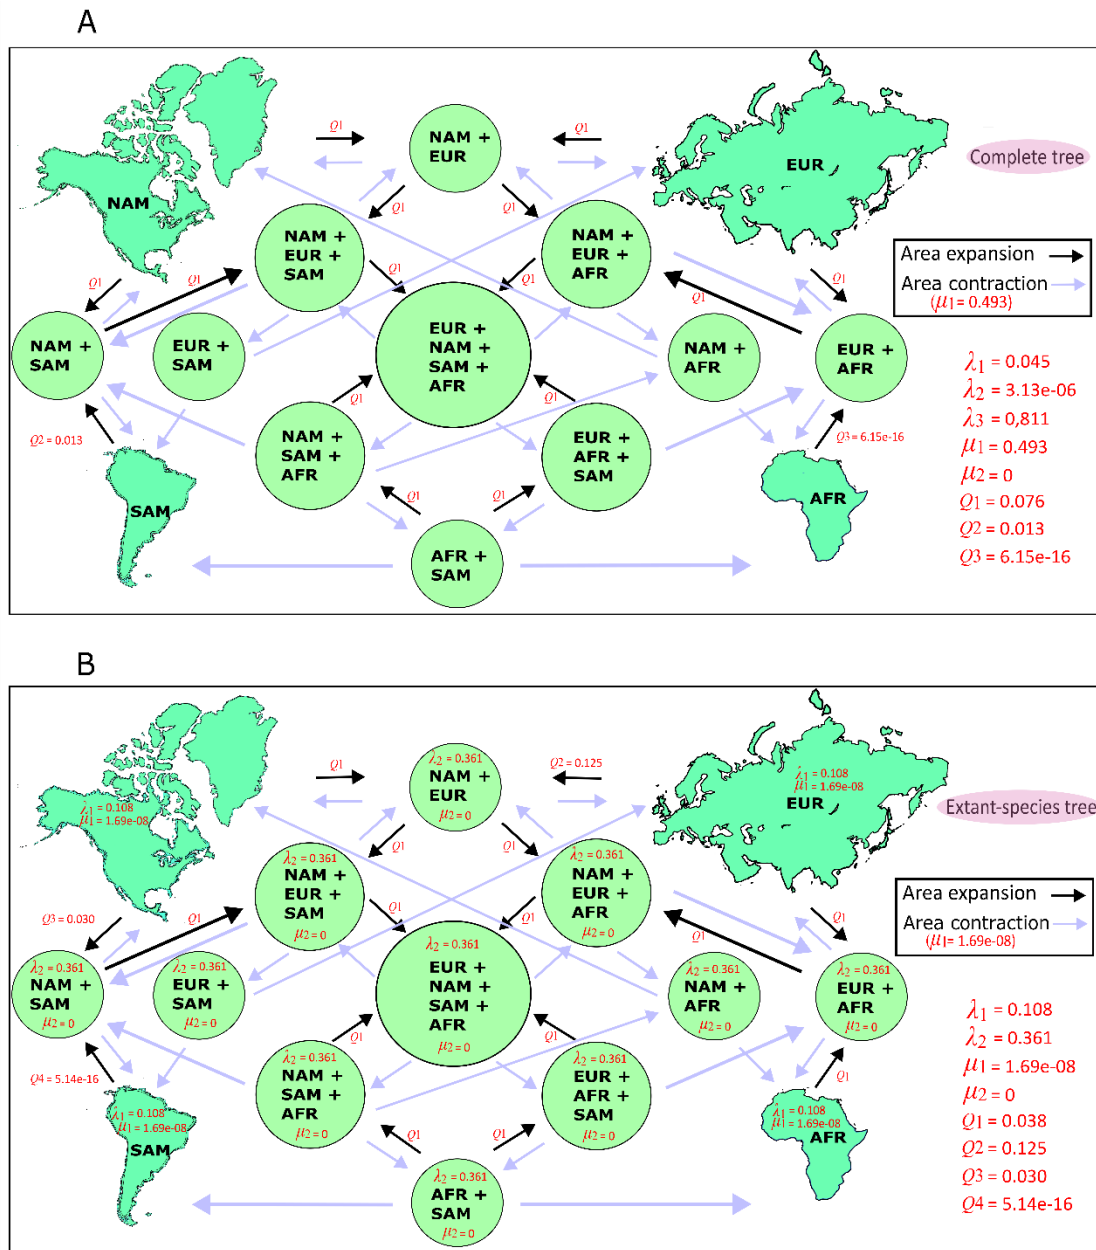 A
NAM
NAM +
EUR
EUR
Complete tree
Q1
Q1
Q1
Q1
NAM +
EUR +
SAM
NAM +
EUR +
AFR
Area expansion
Area contraction
(μ1= 0.493)
Q1
Q1
Q1
Q1
Q1
Q1
NAM +
SAM
EUR +
SAM
EUR +
NAM +
SAM +
AFR
NAM +
AFR
EUR +
AFR
λ1 = 0.045
λ2 = 3.13e-06
λ3 = 0,811
μ1 = 0.493
μ2 = 0
Q1 = 0.076
Q2 = 0.013
Q3 = 6.15e-16
Q1
Q1
Q2 = 0.013
Q3 = 6.15e-16
NAM +
SAM +
AFR
EUR +
AFR +
SAM
SAM
AFR
Q1
Q1
AFR +
SAM
B
λ1 = 0.108
μ1 = 1.69e-08
Q1
λ2 = 0.361
NAM +
EUR
μ2 = 0
Q2 = 0.125
λ1 = 0.108
μ1 = 1.69e-08
EUR
Extant-species tree
Q1
Q1
λ2 = 0.361
NAM +
EUR +
SAM
μ2 = 0
λ2 = 0.361
NAM +
EUR +
AFR
μ2 = 0
Area expansion
Area contraction
(μ1= 1.69e-08)
Q3 = 0.030
Q1
Q1
Q1
Q1
Q1
λ2 = 0.361
NAM +
SAM
μ2 = 0
λ2 = 0.361
EUR +
SAM
μ2 = 0
λ2 = 0.361
EUR +
NAM +
SAM +
AFR
μ2 = 0
λ2 = 0.361
NAM +
AFR
μ2 = 0
λ2 = 0.361
EUR +
AFR
μ2 = 0
λ1 = 0.108
λ2 = 0.361
μ1 = 1.69e-08
μ2 = 0
Q1 = 0.038
Q2 = 0.125
Q3 = 0.030
Q4 = 5.14e-16
Q1
Q1
Q4 = 5.14e-16
Q1
λ2 = 0.361
NAM +
SAM +
AFR
μ2 = 0
λ2 = 0.361
EUR +
AFR +
SAM
μ2 = 0
λ1 = 0.108
μ1 = 1.69e-08
SAM
λ1 = 0.108
μ1 = 1.69e-08
AFR
Q1
Q1
λ2 = 0.361
AFR +
SAM
μ2 = 0